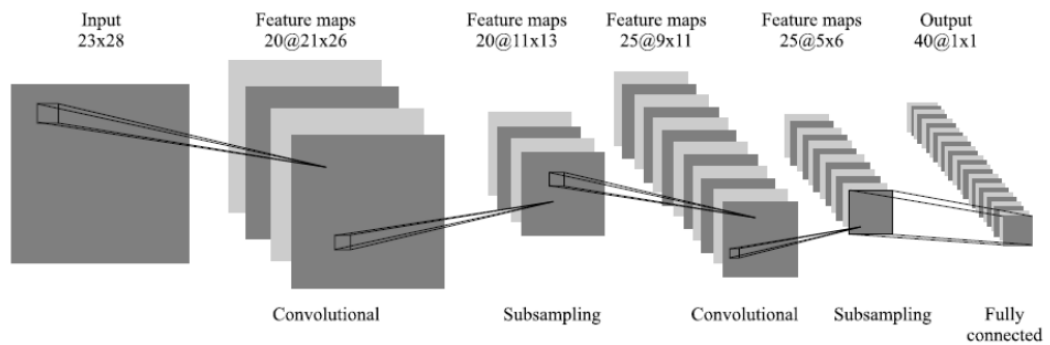 Input
23x28
Feature maps
20@21x26
Feature maps
20@11x13
Feature maps
25@9x11
Feature maps
25@5x6
Output
40@1x1
Convolutional
Subsampling
Convolutional
Subsampling
Fully
connected